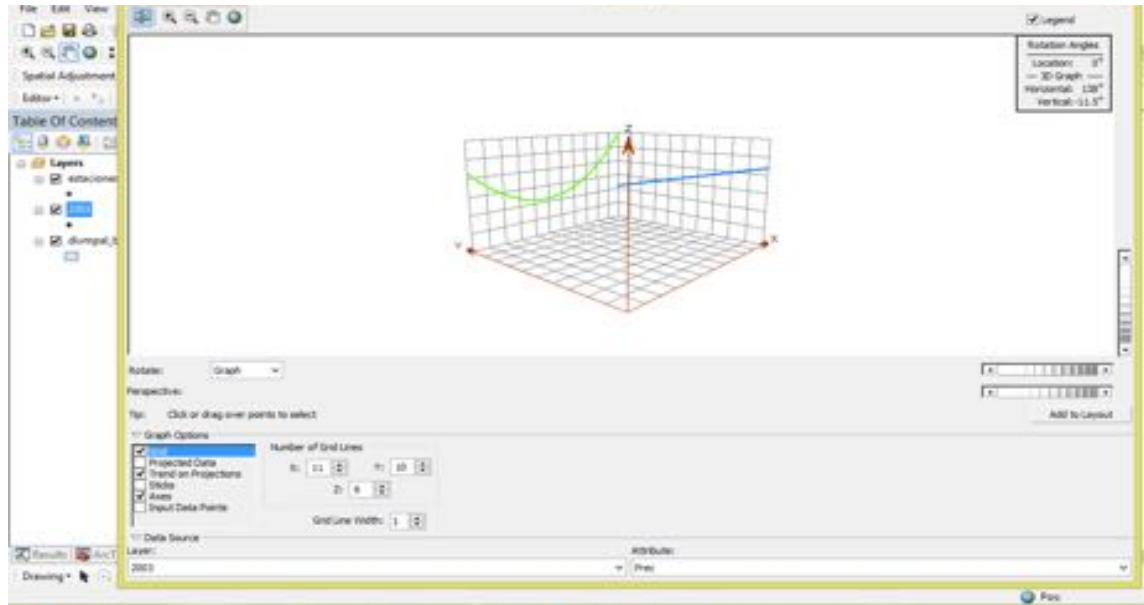 File Edit View
Legend
Rotation Angles
Location: 0°
3D Graph
Horizontal: 138°
Vertical: -11.5°
Spatial Adjustment
Editor
Table Of Content
Layers
estaciones
2003
Z
Y
X
Rotate: Graph
Perspective:
Tip: Click or drag over points to select
Add to Layout
Graph Options
Grid
Projected Data
Trend on Projections
Sticks
Axes
Input Data Points
Number of Grid Lines
X: 11 Y: 10
Z: 6
Grid Line Width: 1
Data Source
Layer: Attribute:
2003 Prec
Results ArcT
Drawing